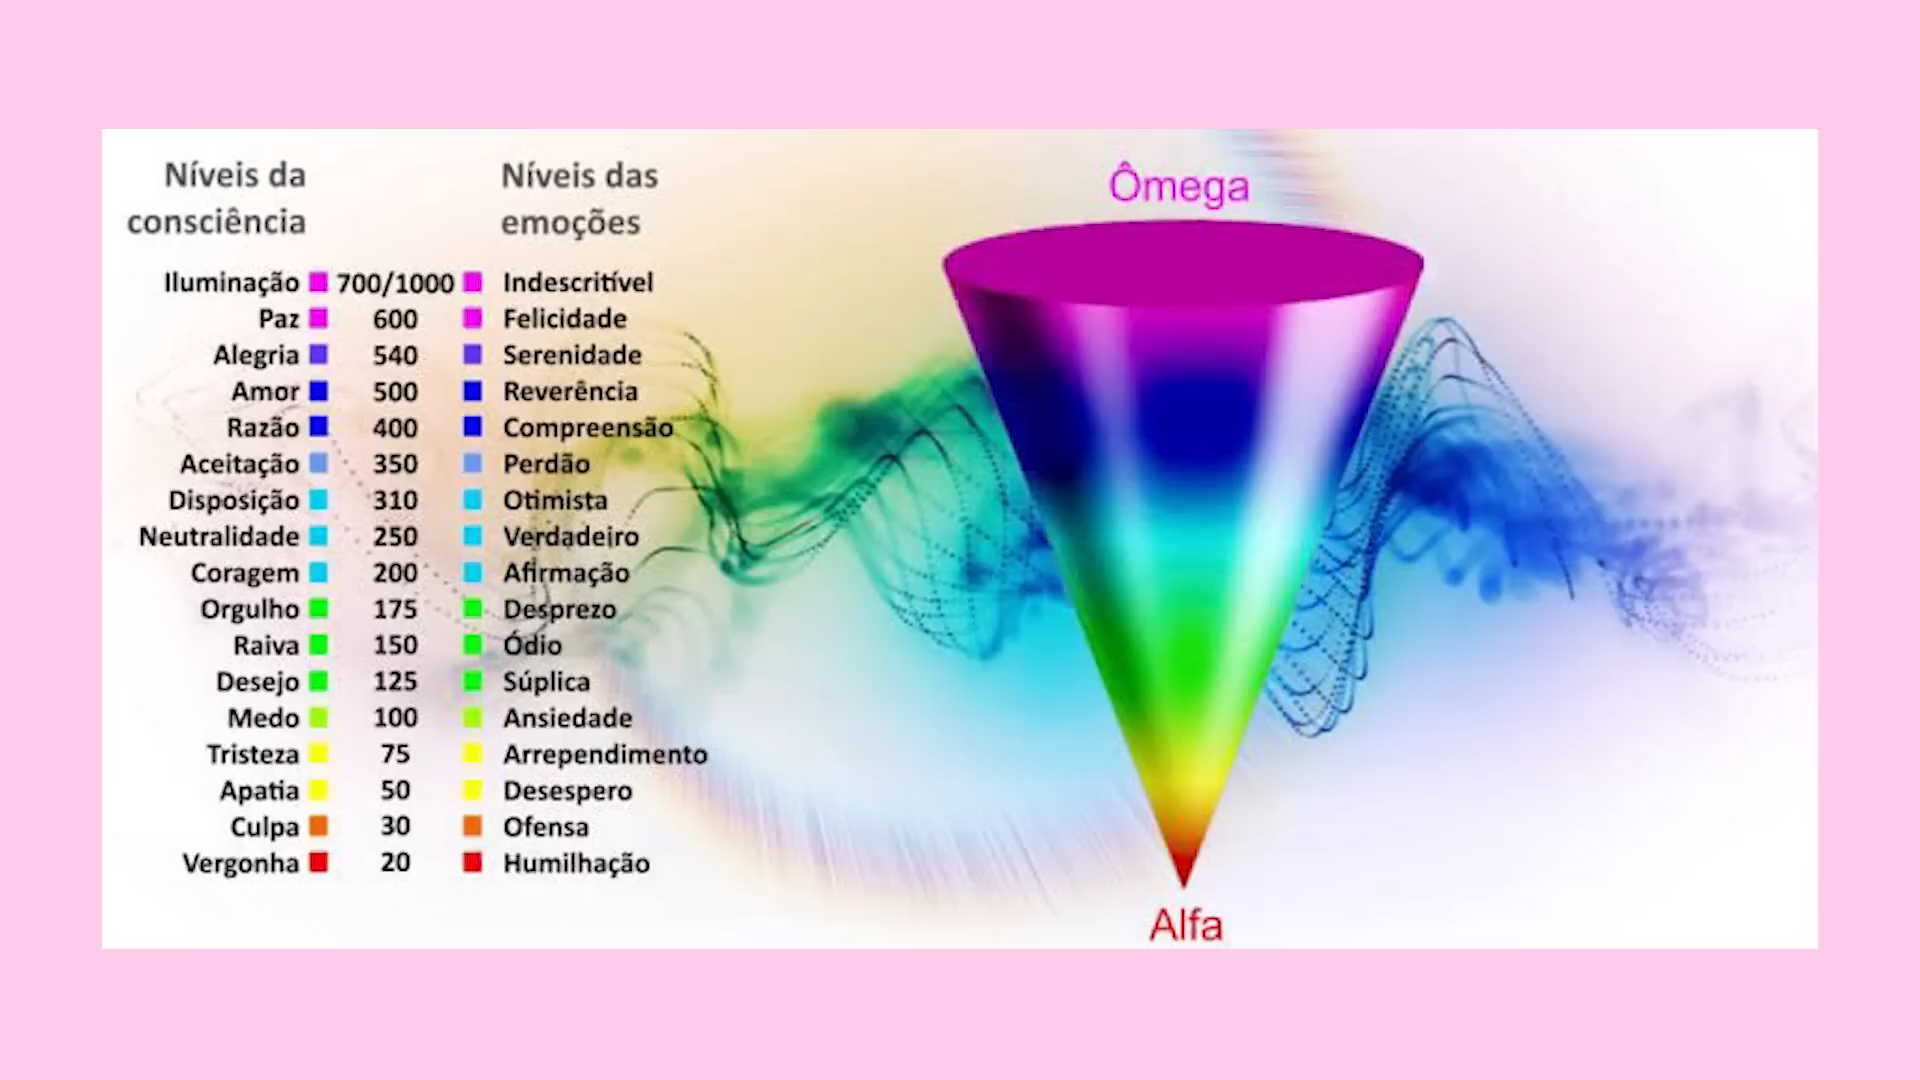 Níveis da
consciência
Níveis das
emoções
Iluminação 700/1000 Indescritível
Paz 600 Felicidade
Alegria 540 Serenidade
Amor 500 Reverência
Razão 400 Compreensão
Aceitação 350 Perdão
Disposição 310 Otimista
Neutralidade 250 Verdadeiro
Coragem 200 Afirmação
Orgulho 175 Desprezo
Raiva 150 Ódio
Desejo 125 Súplica
Medo 100 Ansiedade
Tristeza 75 Arrependimento
Apatia 50 Desespero
Culpa 30 Ofensa
Vergonha 20 Humilhação
Ômega
Alfa